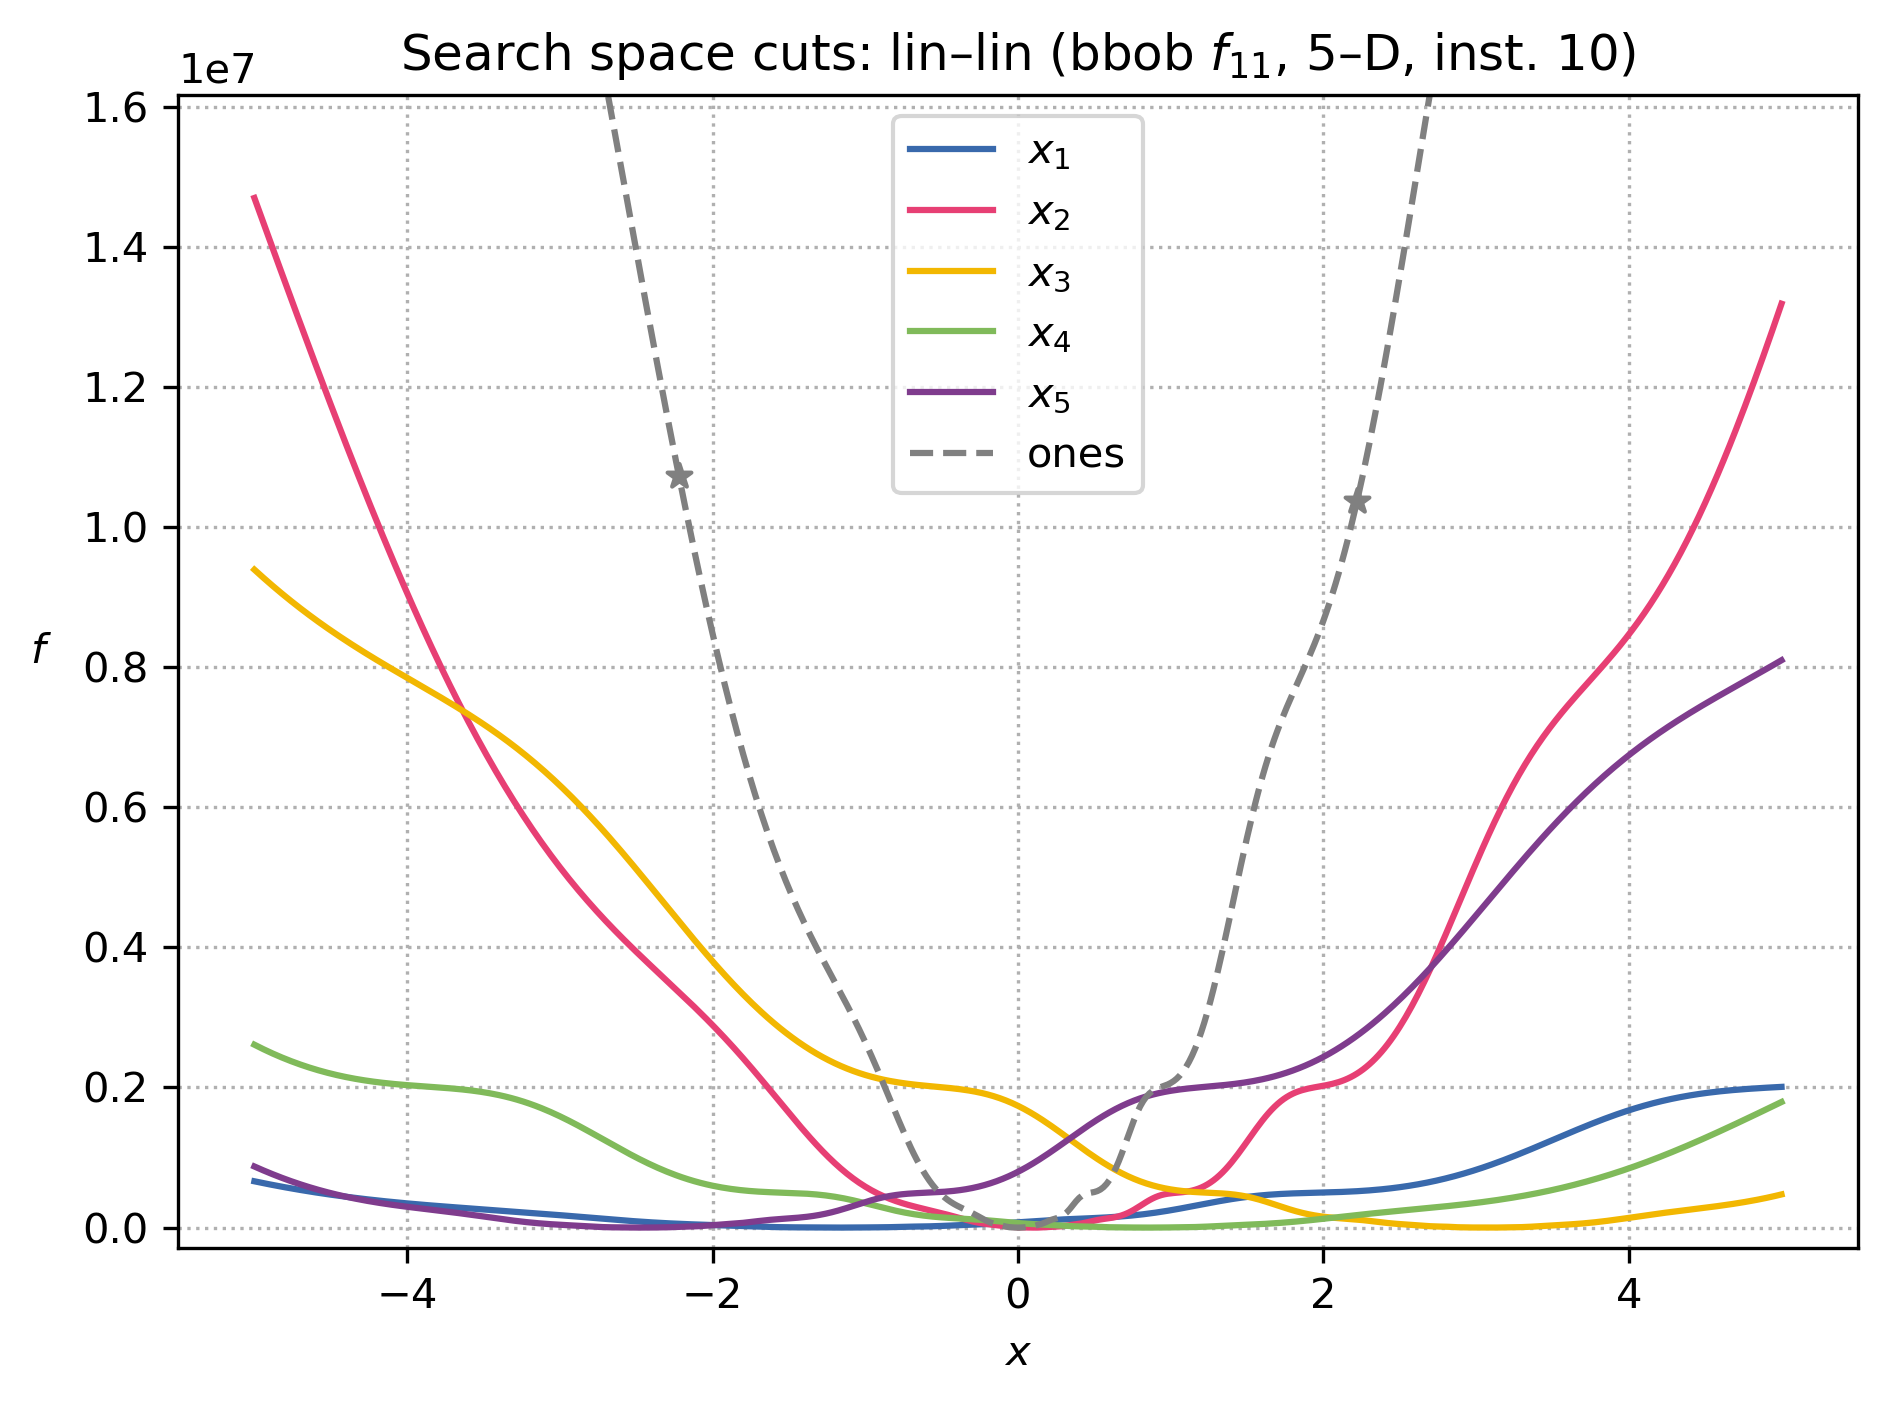 Search space cuts: lin–lin (bbob f₁₁, 5–D, inst. 10)
1e7
1.6
1.4
1.2
1.0
0.8
0.6
0.4
0.2
0.0
f
x₁
x₂
x₃
x₄
x₅
ones
−4 −2 0 2 4
x